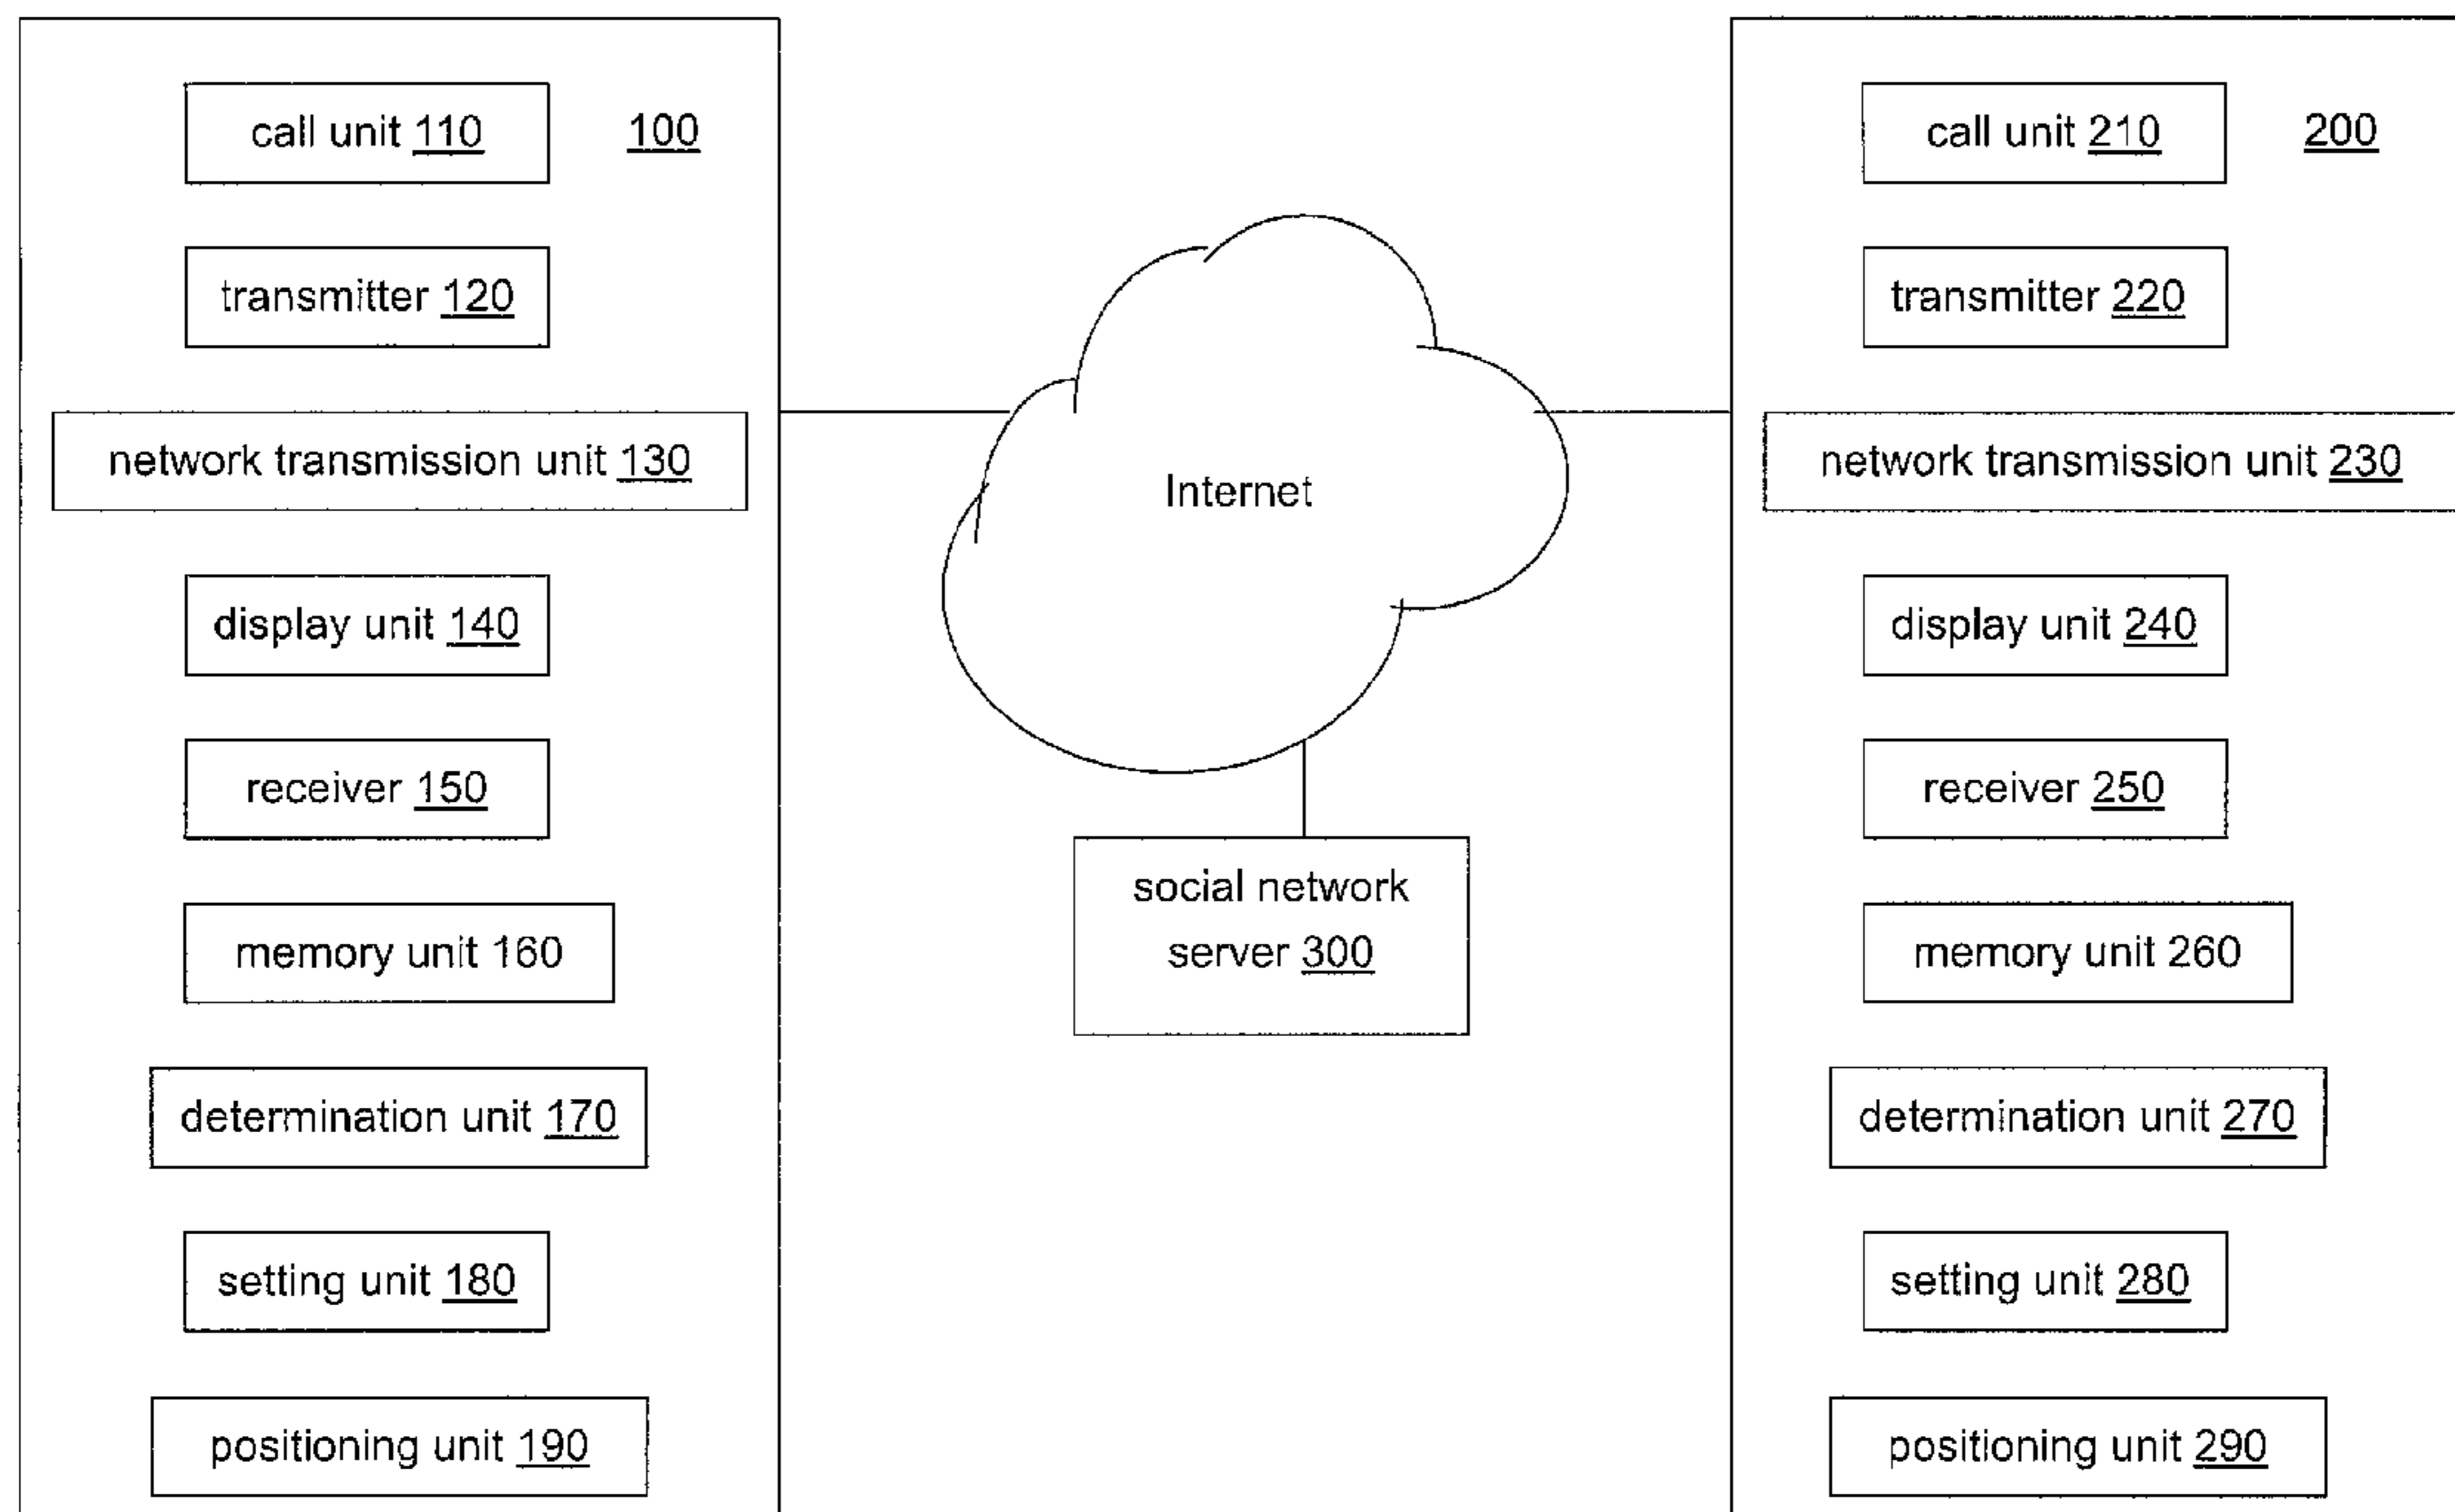 call unit 110
100
transmitter 120
network transmission unit 130
display unit 140
receiver 150
memory unit 160
determination unit 170
setting unit 180
positioning unit 190
Internet
social network
server 300
call unit 210
200
transmitter 220
network transmission unit 230
display unit 240
receiver 250
memory unit 260
determination unit 270
setting unit 280
positioning unit 290